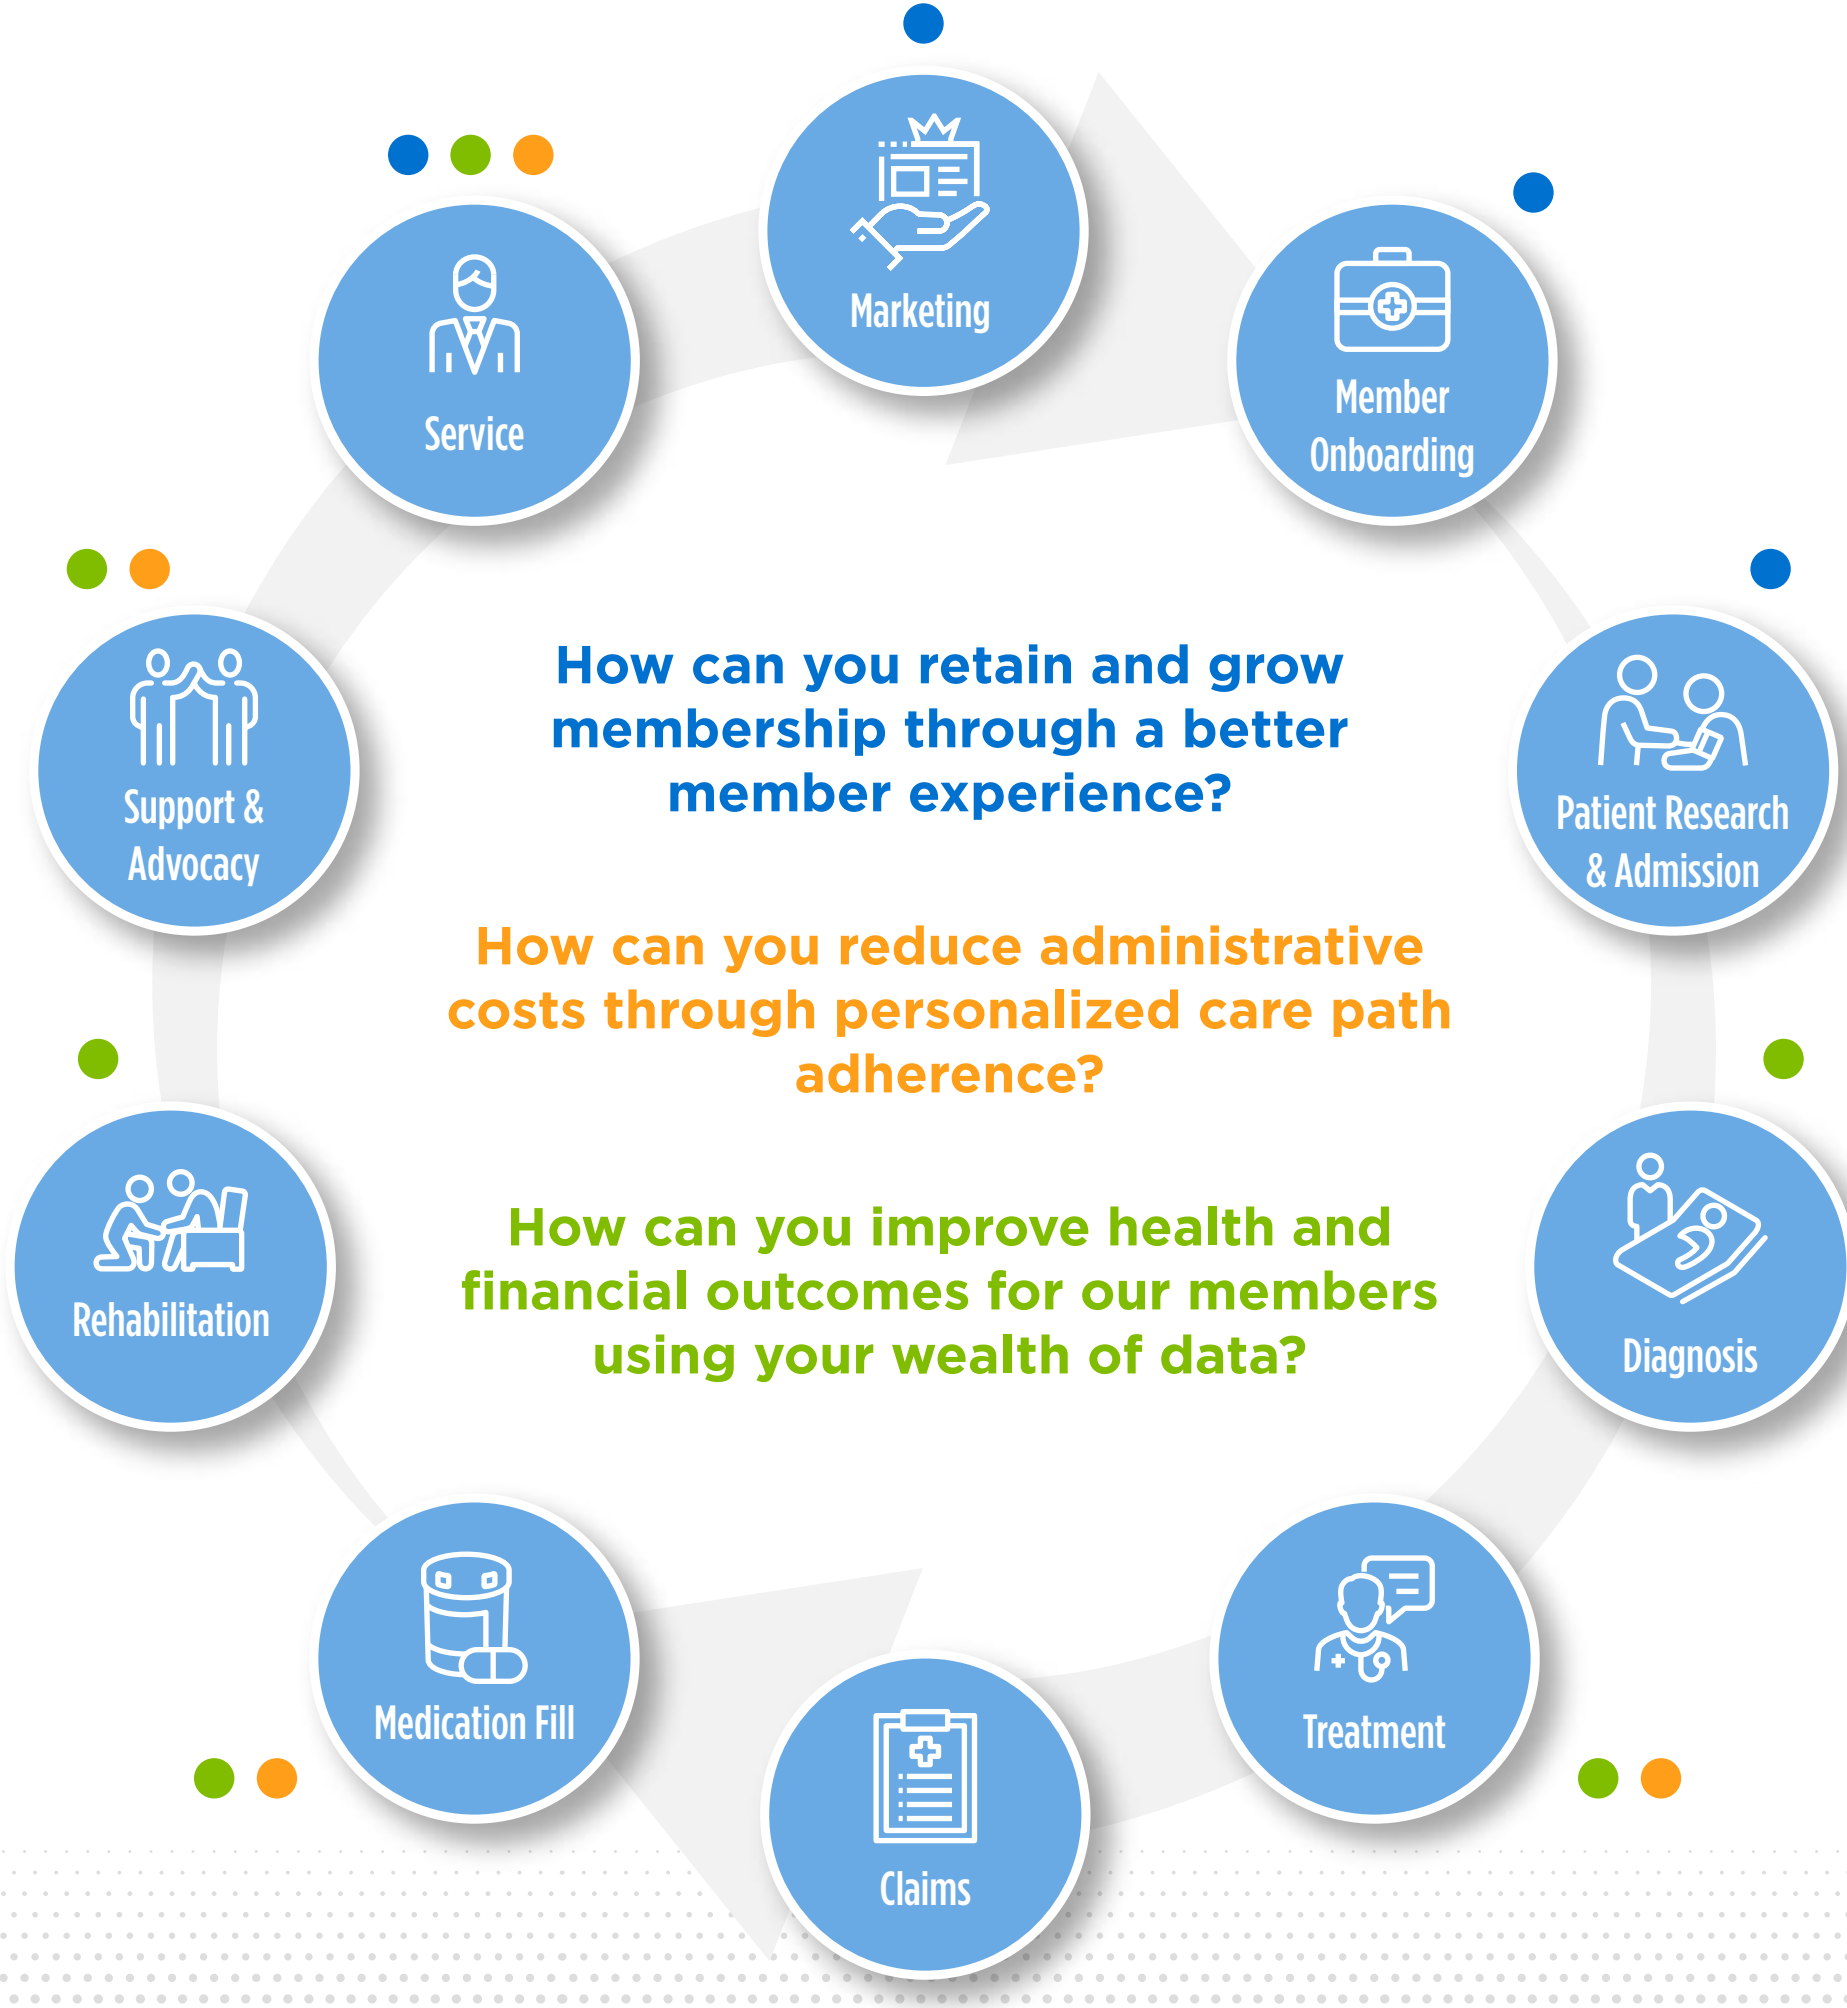 Marketing
Service
Member
Onboarding
How can you retain and grow
membership through a better
member experience?
Support &
Advocacy
Patient Research
& Admission
How can you reduce administrative
costs through personalized care path
adherence?
How can you improve health and
financial outcomes for our members
using your wealth of data?
Rehabilitation
Diagnosis
Medication Fill
Treatment
Claims